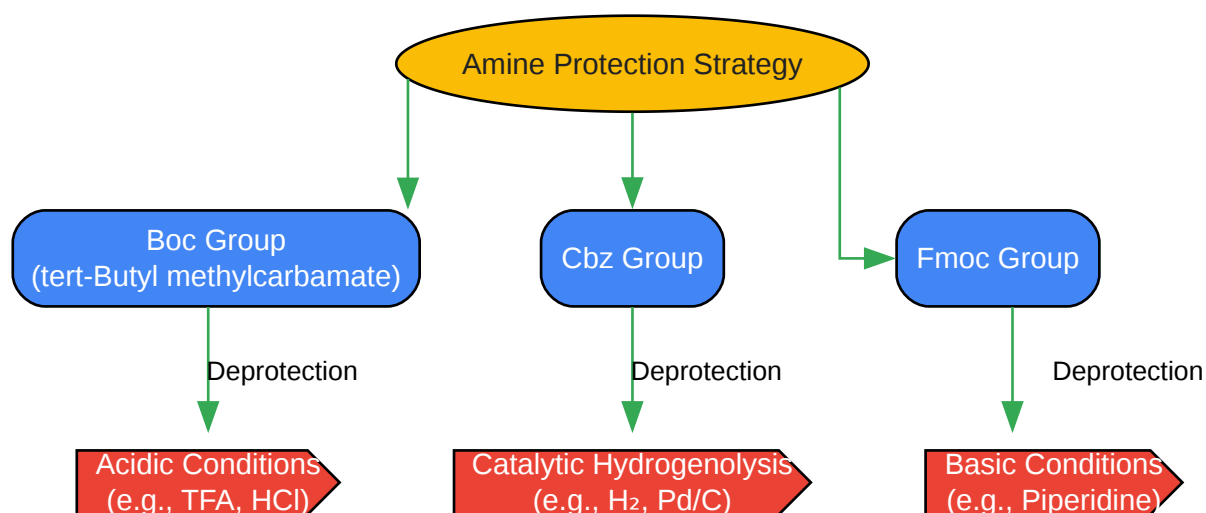 Amine Protection Strategy
Boc Group
(tert-Butyl methylcarbamate)
Cbz Group
Fmoc Group
Deprotection
Deprotection
Deprotection
Acidic Conditions
(e.g., TFA, HCl)
Catalytic Hydrogenolysis
(e.g., H₂, Pd/C)
Basic Conditions
(e.g., Piperidine)